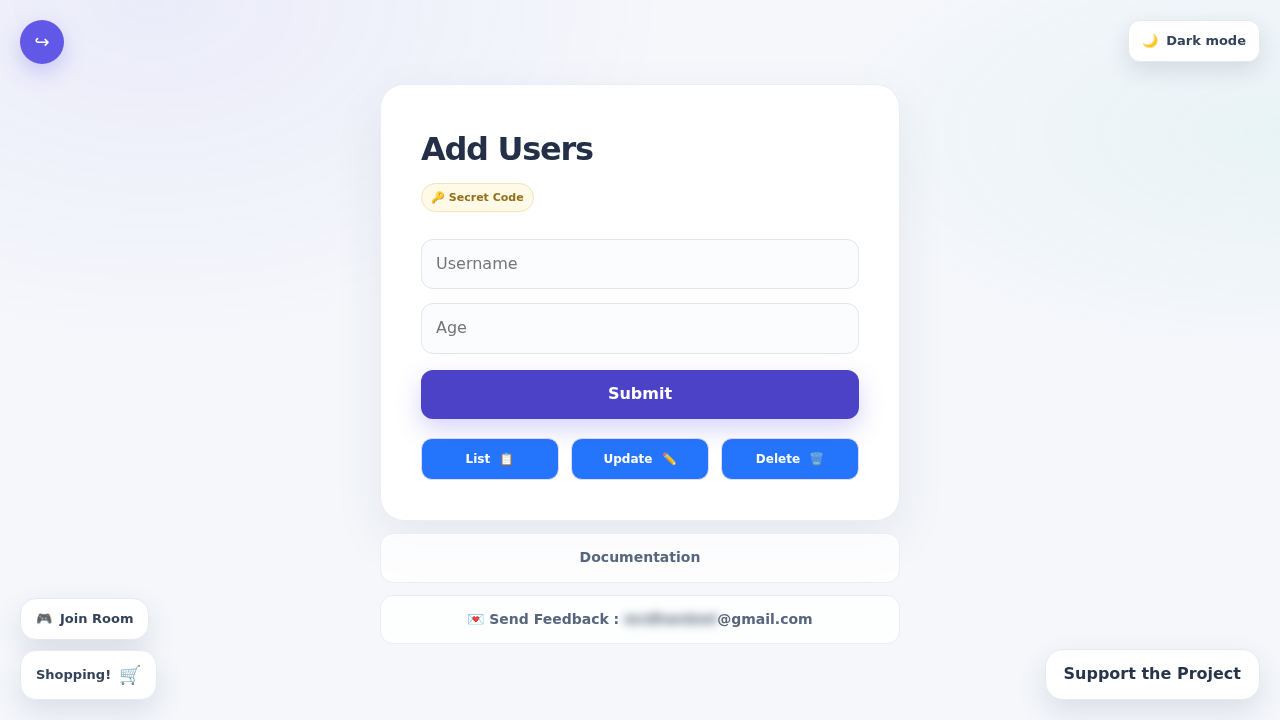 Dark mode
Add Users
Secret Code
Username
Age
Submit
List
Update
Delete
Documentation
Send Feedback : @gmail.com
Join Room
Shopping!
Support the Project